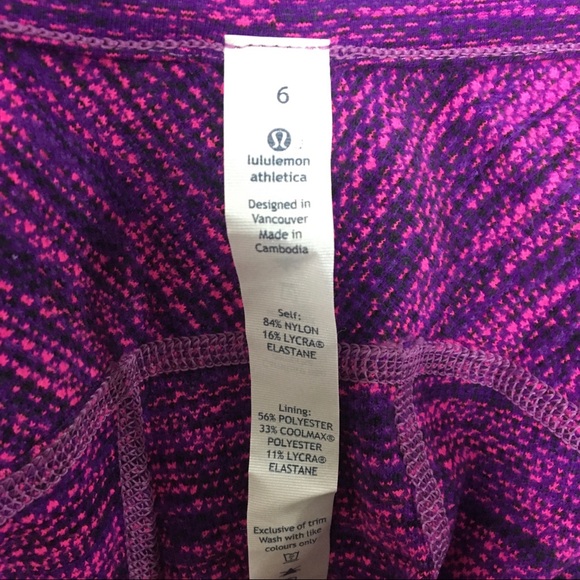 6
lululemon
athletica
Designed in
Vancouver
Made in
Cambodia
Self:
84% NYLON
16% LYCRA®
ELASTANE
Lining:
56% POLYESTER
33% COOLMAX®
POLYESTER
11% LYCRA®
ELASTANE
Exclusive of trim
Wash with like
colours only